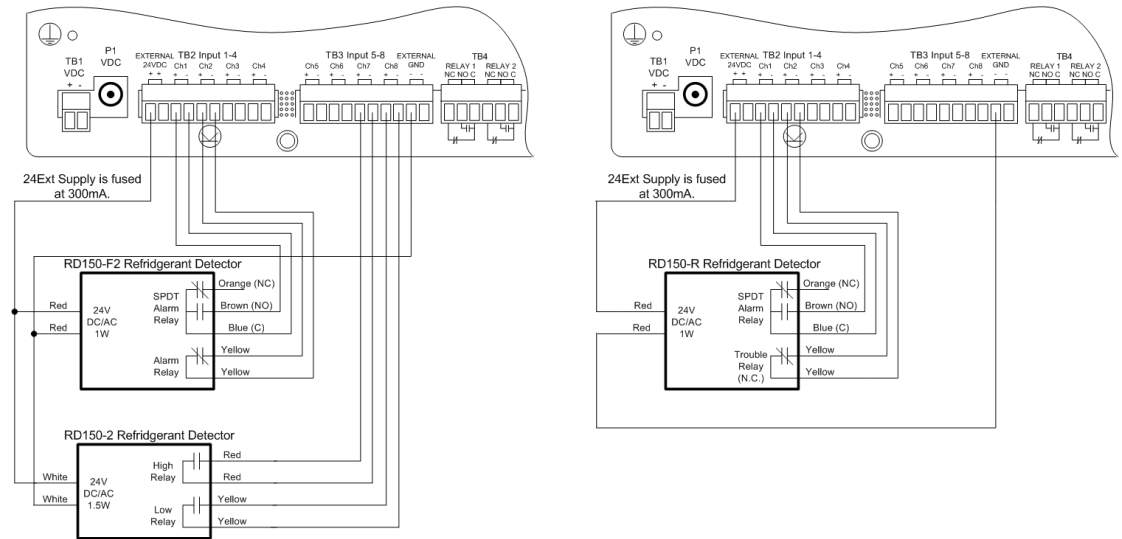 P1
VDC
TB1
VDC
+ -
EXTERNAL
24VDC
+ +
TB2 Input 1-4
Ch1 Ch2 Ch3 Ch4
+ - + - + - + -
TB3 Input 5-8
Ch5 Ch6 Ch7 Ch8
+ - + - + - + -
EXTERNAL
GND
- -
TB4
RELAY 1 RELAY 2
NC NO C NC NO C
24Ext Supply is fused
at 300mA.
RD150-F2 Refridgerant Detector
Red
Red
24V
DC/AC
1W
SPDT
Alarm
Relay
Orange (NC)
Brown (NO)
Blue (C)
Alarm
Relay
Yellow
Yellow
RD150-2 Refridgerant Detector
White
White
24V
DC/AC
1.5W
High
Relay
Red
Red
Low
Relay
Yellow
Yellow
P1
VDC
TB1
VDC
+ -
EXTERNAL
24VDC
+ +
TB2 Input 1-4
Ch1 Ch2 Ch3 Ch4
+ - + - + - + -
TB3 Input 5-8
Ch5 Ch6 Ch7 Ch8
+ - + - + - + -
EXTERNAL
GND
- -
TB4
RELAY 1 RELAY 2
NC NO C NC NO C
24Ext Supply is fused
at 300mA.
RD150-R Refridgerant Detector
Red
Red
24V
DC/AC
1W
SPDT
Alarm
Relay
Orange (NC)
Brown (NO)
Blue (C)
Trouble
Relay
(N.C.)
Yellow
Yellow